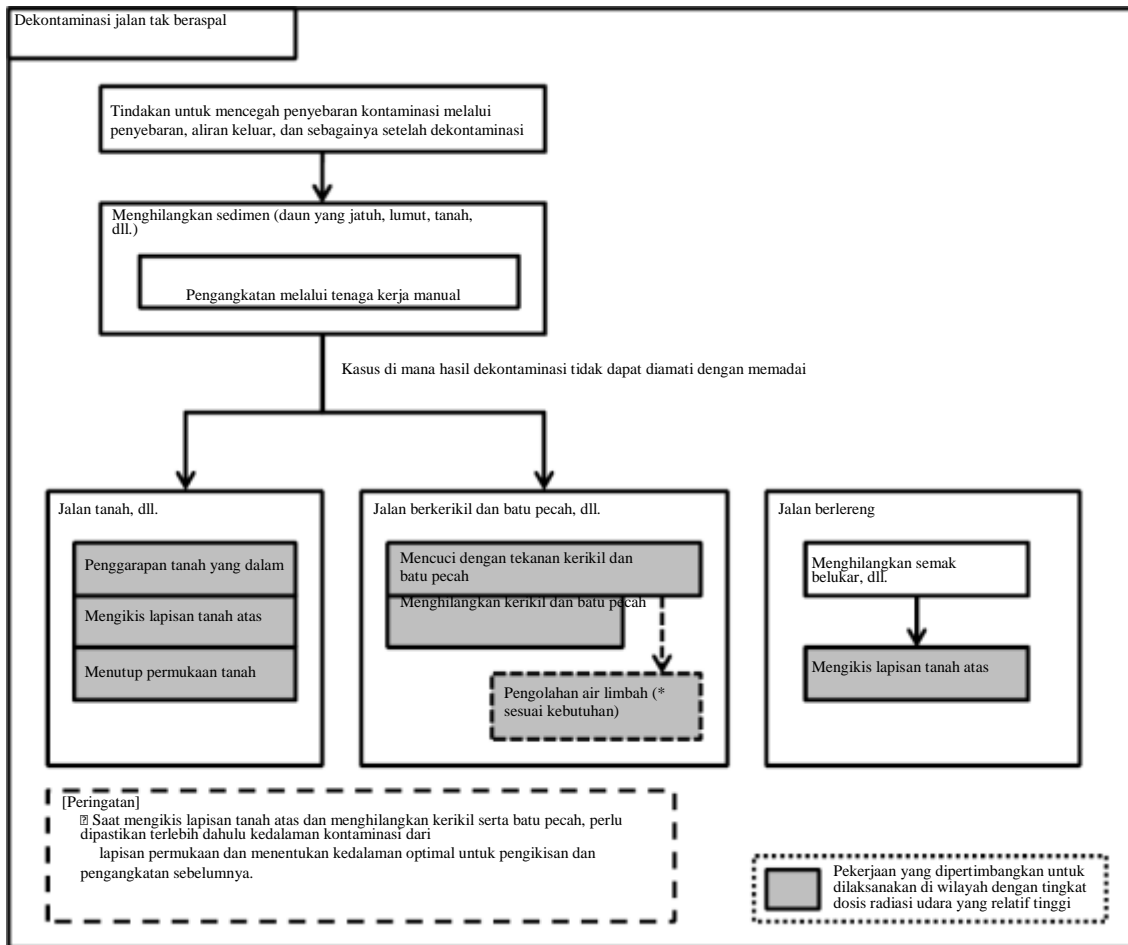 Dekontaminasi jalan tak beraspal
Tindakan untuk mencegah penyebaran kontaminasi melalui
penyebaran, aliran keluar, dan sebagainya setelah dekontaminasi
Menghilangkan sedimen (daun yang jatuh, lumut, tanah,
dll.)
Pengangkatan melalui tenaga kerja manual
Kasus di mana hasil dekontaminasi tidak dapat diamati dengan memadai
Jalan tanah, dll.
Penggarapan tanah yang dalam
Mengikis lapisan tanah atas
Menutup permukaan tanah
Jalan berkerikil dan batu pecah, dll.
Mencuci dengan tekanan kerikil dan
batu pecah
Menghilangkan kerikil dan batu pecah
Pengolahan air limbah (*
sesuai kebutuhan)
Jalan berlereng
Menghilangkan semak
belukar, dll.
Mengikis lapisan tanah atas
[Peringatan]
⍰ Saat mengikis lapisan tanah atas dan menghilangkan kerikil serta batu pecah, perlu
dipastikan terlebih dahulu kedalaman kontaminasi dari
lapisan permukaan dan menentukan kedalaman optimal untuk pengikisan dan
pengangkatan sebelumnya.
Pekerjaan yang dipertimbangkan untuk
dilaksanakan di wilayah dengan tingkat
dosis radiasi udara yang relatif tinggi